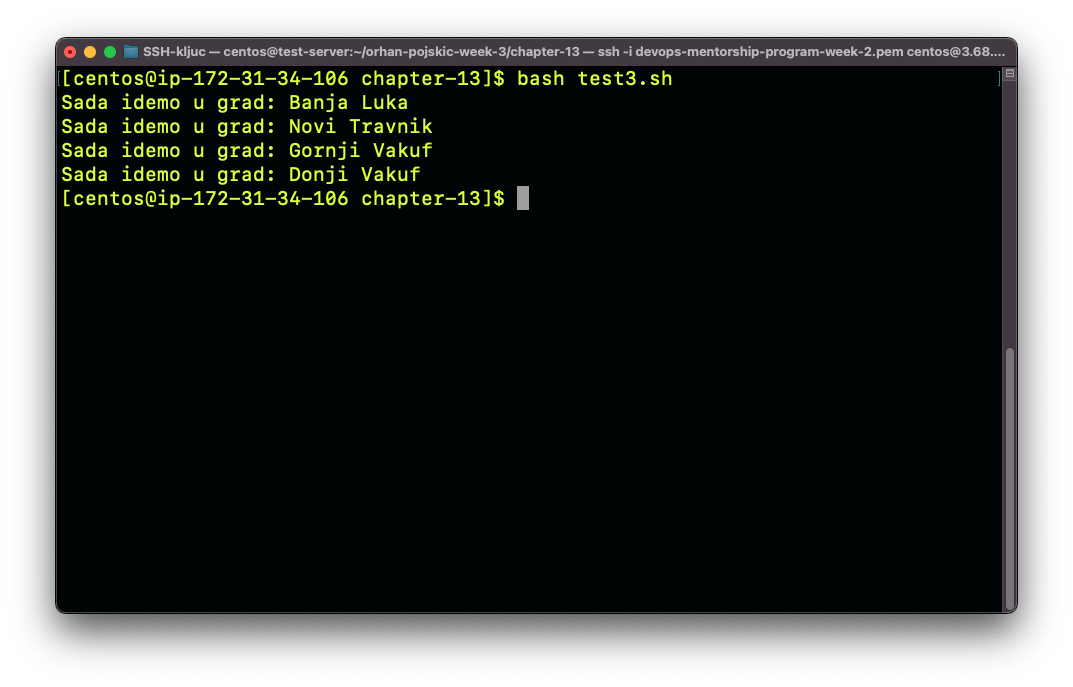 SSH-kljuc — centos@test-server:~/orhan-pojskic-week-3/chapter-13 — ssh -i devops-mentorship-program-week-2.pem centos@3.68....
[[centos@ip-172-31-34-106 chapter-13]$ bash test3.sh ]
Sada idemo u grad: Banja Luka
Sada idemo u grad: Novi Travnik
Sada idemo u grad: Gornji Vakuf
Sada idemo u grad: Donji Vakuf
[centos@ip-172-31-34-106 chapter-13]$